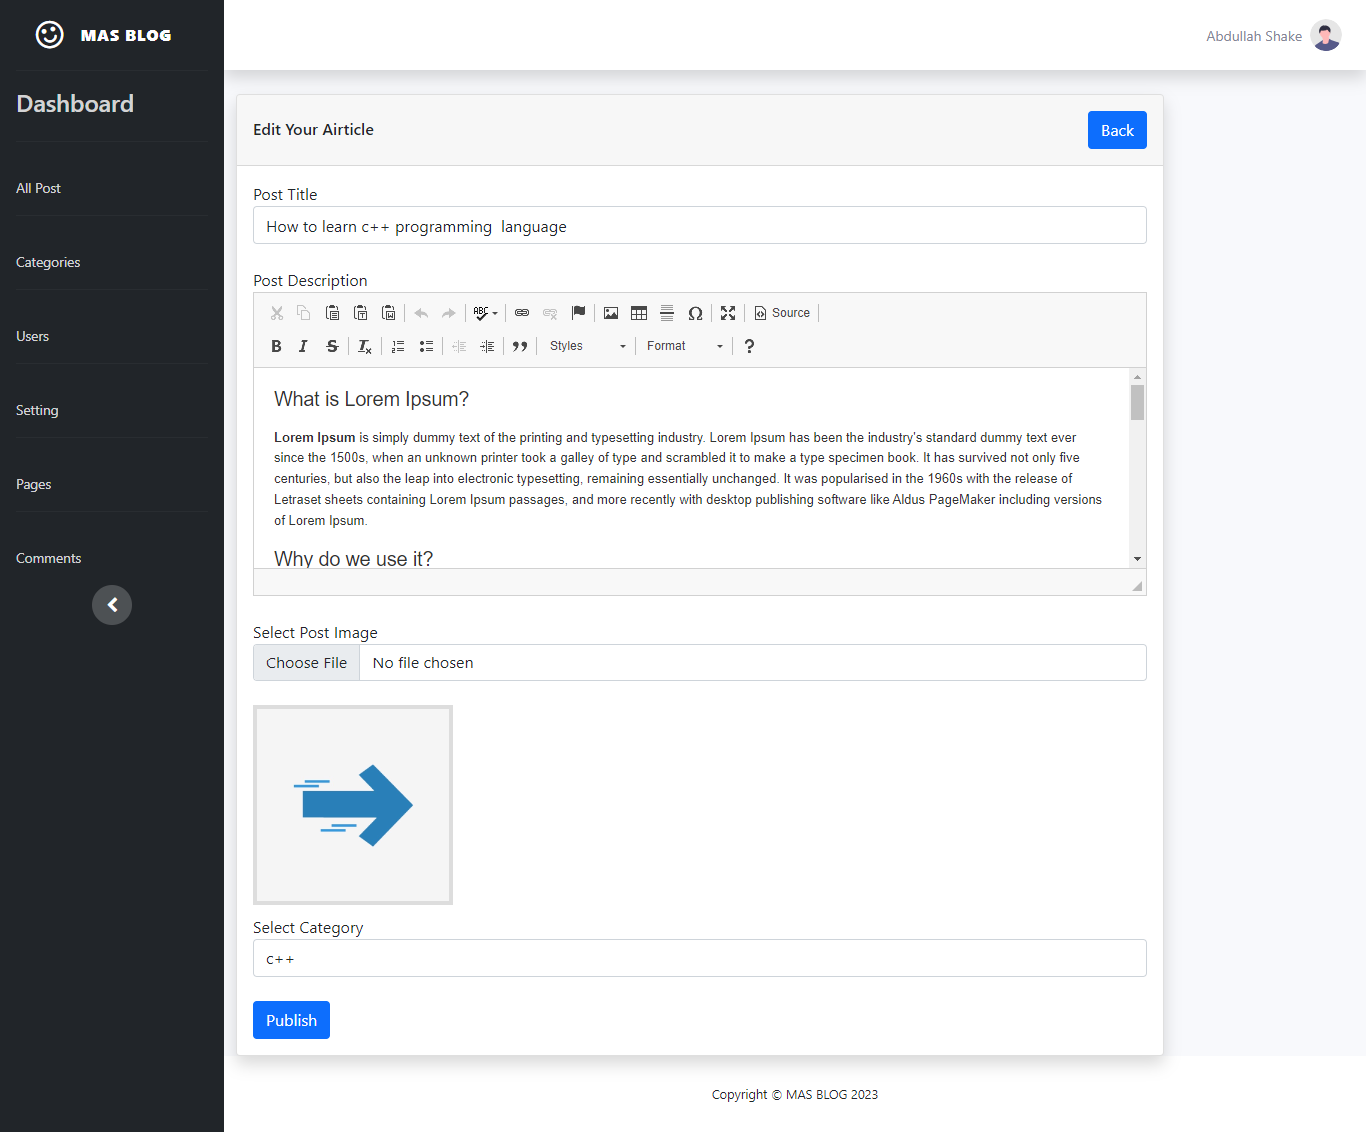 MAS BLOG
Abdullah Shake
Dashboard
All Post
Categories
Users
Setting
Pages
Comments
Edit Your Airticle
Back
Post Title
How to learn c++ programming  language
Post Description
ABC
Source
B I S Tx
Styles
Format
?
What is Lorem Ipsum?
Lorem Ipsum is simply dummy text of the printing and typesetting industry. Lorem Ipsum has been the industry's standard dummy text ever
since the 1500s, when an unknown printer took a galley of type and scrambled it to make a type specimen book. It has survived not only five
centuries, but also the leap into electronic typesetting, remaining essentially unchanged. It was popularised in the 1960s with the release of
Letraset sheets containing Lorem Ipsum passages, and more recently with desktop publishing software like Aldus PageMaker including versions
of Lorem Ipsum.
Why do we use it?
Select Post Image
Choose File
No file chosen
Select Category
c++
Publish
Copyright © MAS BLOG 2023